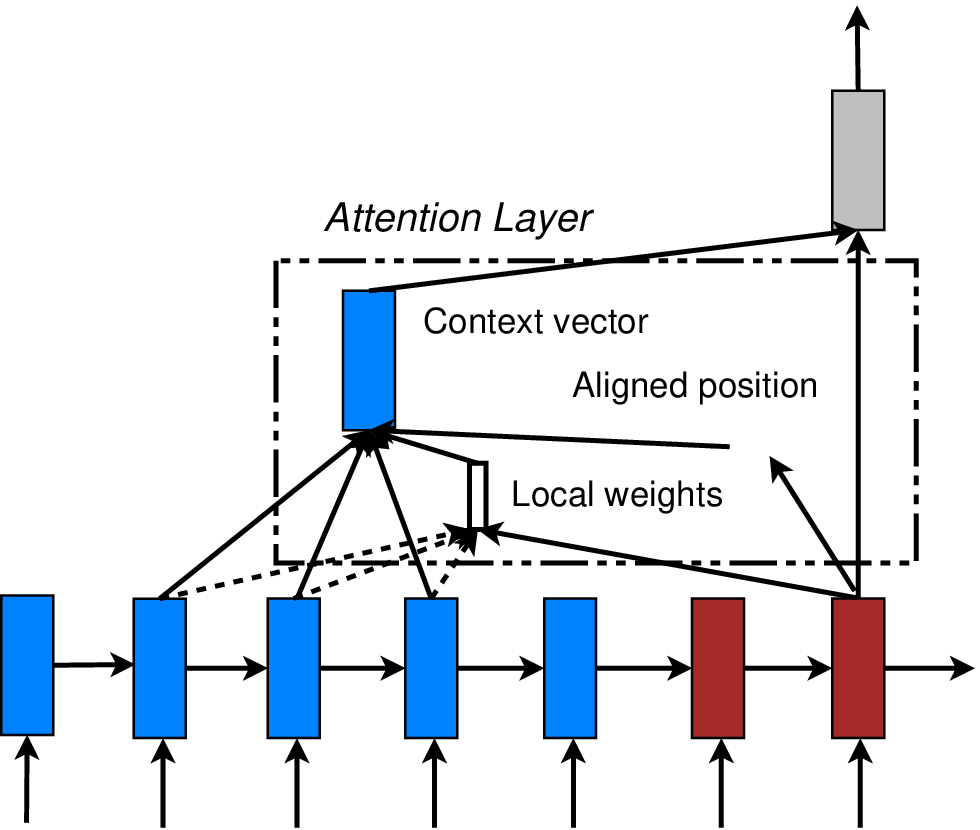 Attention Layer
Context vector
Aligned position
Local weights